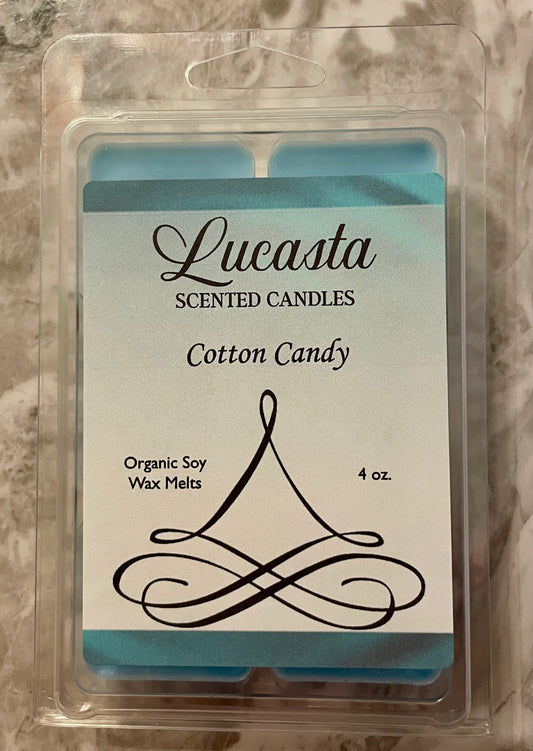 Lucasta
SCENTED CANDLES
Cotton Candy
Organic Soy
Wax Melts
4 oz.